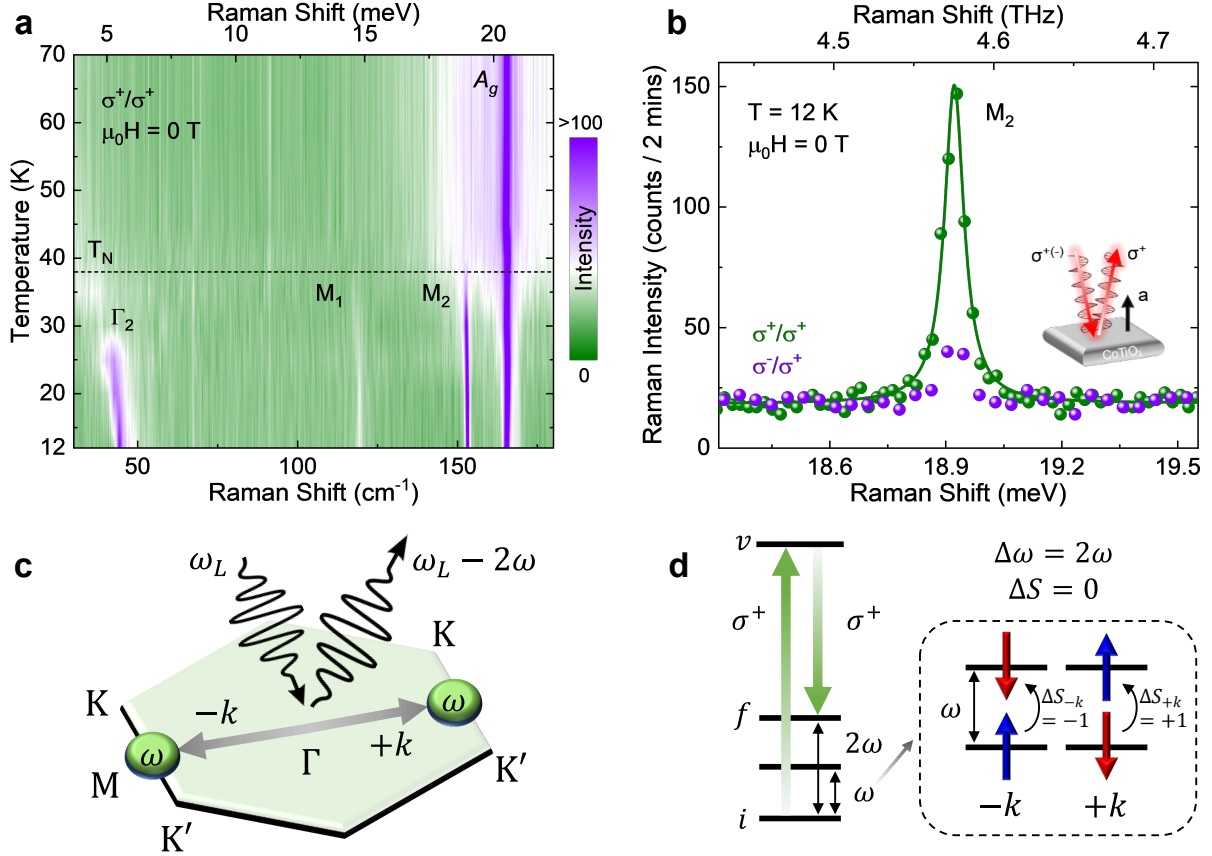 a
Raman Shift (meV)
5 10 15 20
70
60
50
40
30
20
12
Temperature (K)
σ⁺/σ⁺
μ₀H = 0 T
A_g
T_N
Γ₂
M₁
M₂
>100
Intensity
0
50 100 150
Raman Shift (cm⁻¹)
b
Raman Shift (THz)
4.5 4.6 4.7
150
100
50
0
Raman Intensity (counts / 2 mins)
T = 12 K
μ₀H = 0 T
M₂
σ⁺/σ⁺
σ⁻/σ⁺
σ⁺⁽⁻⁾
σ⁺
a
CoTiO₃
18.6 18.9 19.2 19.5
Raman Shift (meV)
c
ω_L
ω_L − 2ω
K
K
−k
ω
ω
+k
Γ
M
K′
K′
d
v
Δω = 2ω
ΔS = 0
σ⁺
σ⁺
f
2ω
ω
i
ω
ΔS₋ₖ
= −1
ΔS₊ₖ
= +1
−k
+k